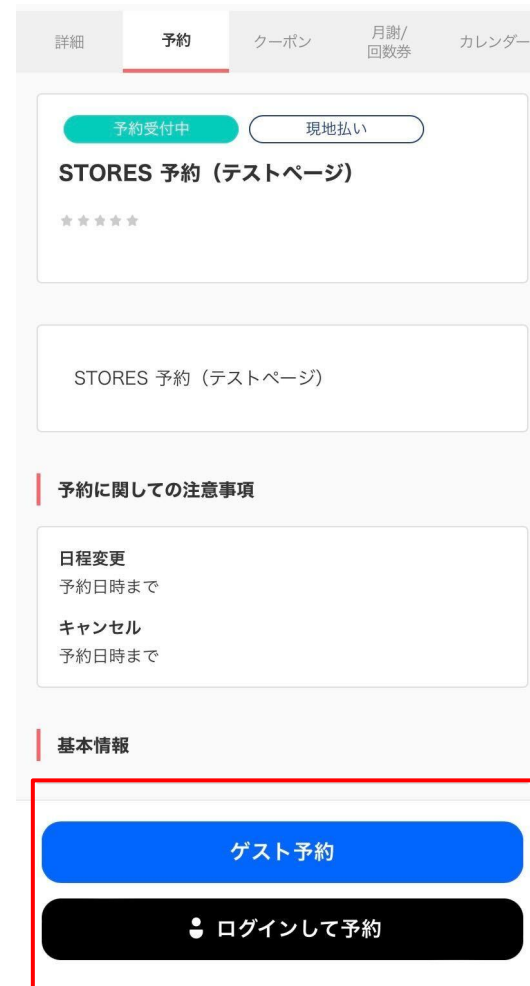 詳細
予約
クーポン
月謝/
回数券
カレンダー
予約受付中
現地払い
STORES 予約（テストページ）
STORES 予約（テストページ）
予約に関しての注意事項
日程変更
予約日時まで
キャンセル
予約日時まで
基本情報
ゲスト予約
ログインして予約